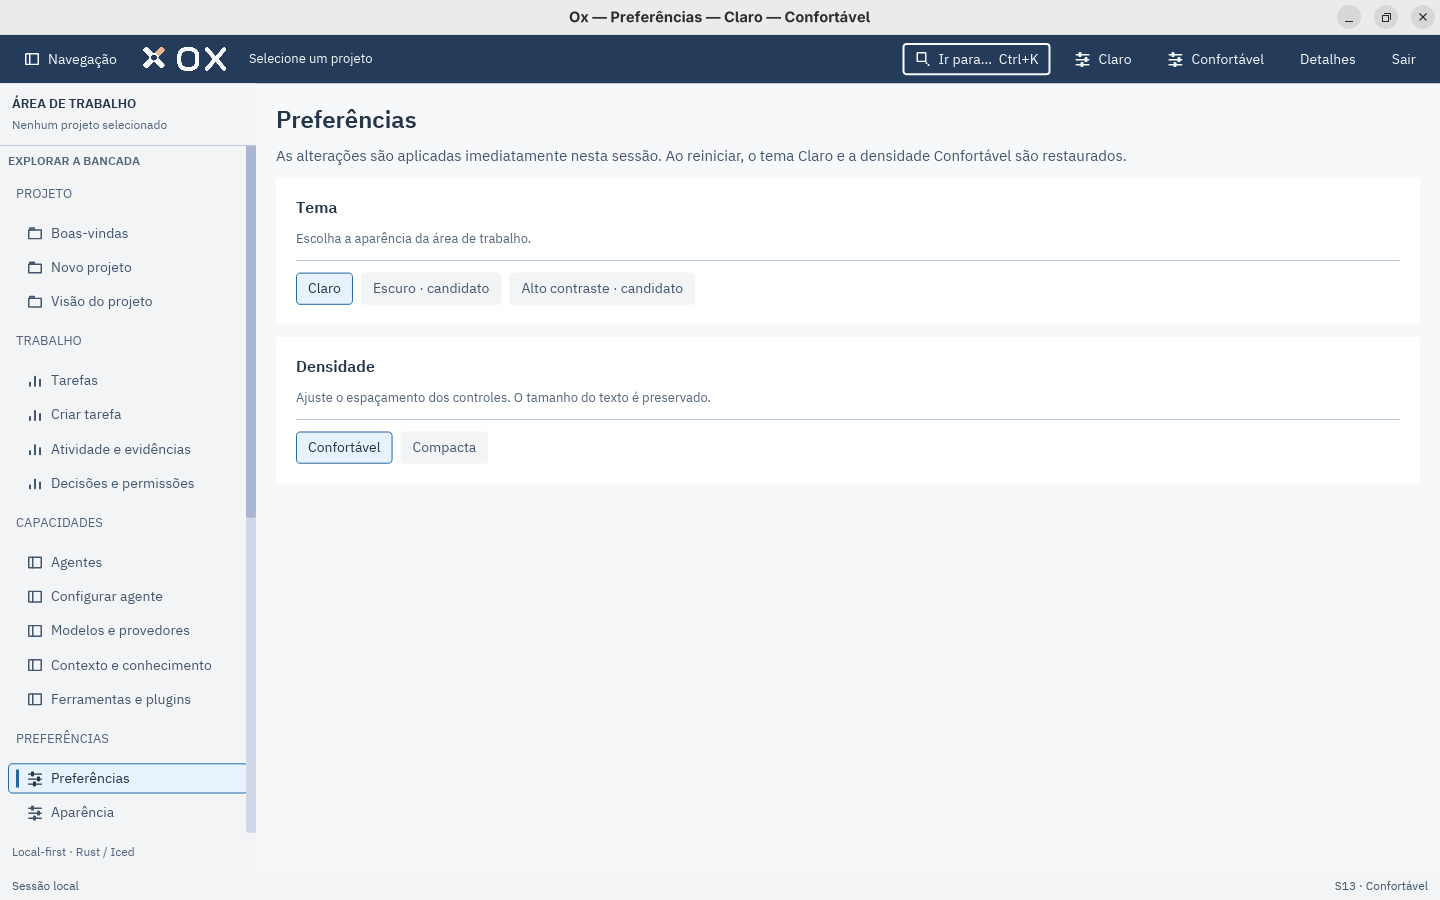 Ox — Preferências — Claro — Confortável
Navegação
OX
Selecione um projeto
Ir para... Ctrl+K
Claro
Confortável
Detalhes
Sair
ÁREA DE TRABALHO
Nenhum projeto selecionado
EXPLORAR A BANCADA
PROJETO
Boas-vindas
Novo projeto
Visão do projeto
TRABALHO
Tarefas
Criar tarefa
Atividade e evidências
Decisões e permissões
CAPACIDADES
Agentes
Configurar agente
Modelos e provedores
Contexto e conhecimento
Ferramentas e plugins
PREFERÊNCIAS
Preferências
Aparência
Local-first · Rust / Iced
Preferências
As alterações são aplicadas imediatamente nesta sessão. Ao reiniciar, o tema Claro e a densidade Confortável são restaurados.
Tema
Escolha a aparência da área de trabalho.
Claro
Escuro · candidato
Alto contraste · candidato
Densidade
Ajuste o espaçamento dos controles. O tamanho do texto é preservado.
Confortável
Compacta
Sessão local
S13 · Confortável